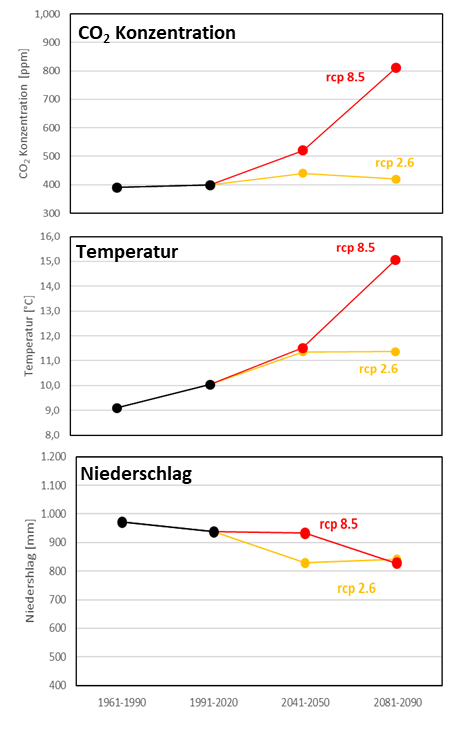 1,000
900
800
700
600
500
400
300
CO₂ Konzentration [ppm]
CO₂ Konzentration
rcp 8.5
rcp 2.6
16,0
15,0
14,0
13,0
12,0
11,0
10,0
9,0
8,0
Temperatur [°C]
Temperatur
rcp 8.5
rcp 2.6
1.200
1.100
1.000
900
800
700
600
500
400
Niedershlag [mm]
Niederschlag
rcp 8.5
rcp 2.6
1961-1990 1991-2020 2041-2050 2081-2090